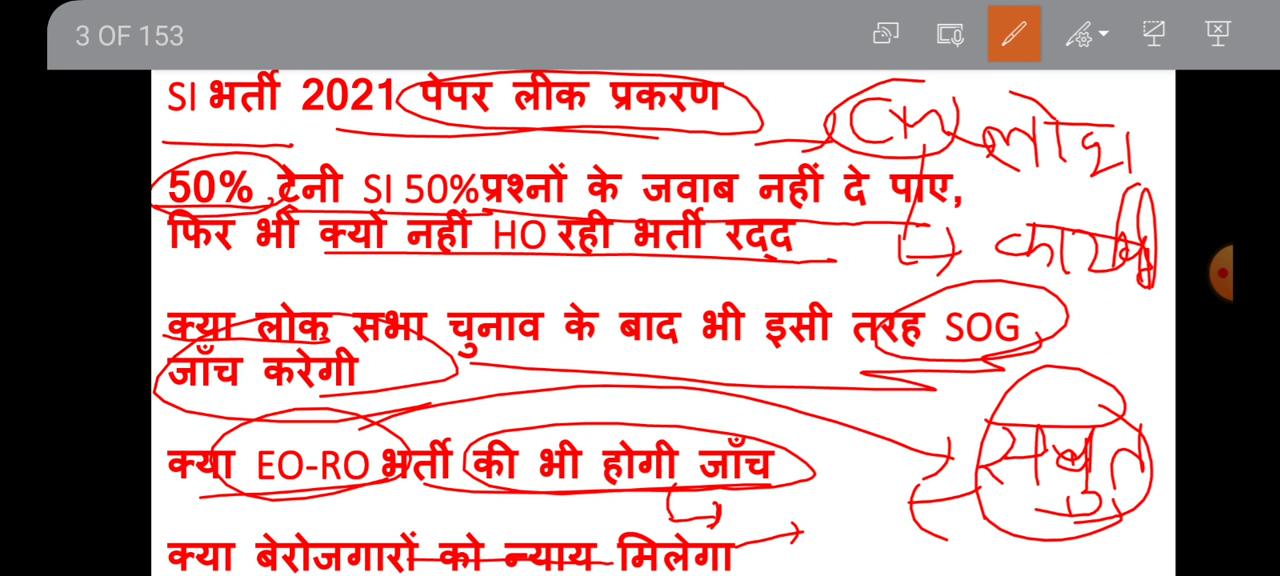 3 OF 153
SI भर्ती 2021 पेपर लीक प्रकरण
CM
50% ,ट्रेनी SI 50%प्रश्नों के जवाब नहीं दे पाए,
फिर भी क्यों नहीं HO रही भर्ती रद्द
क्या लोक सभा चुनाव के बाद भी इसी तरह SOG
जाँच करेगी
क्या EO-RO भर्ती की भी होगी जाँच
क्या बेरोजगारों को न्याय मिलेगा